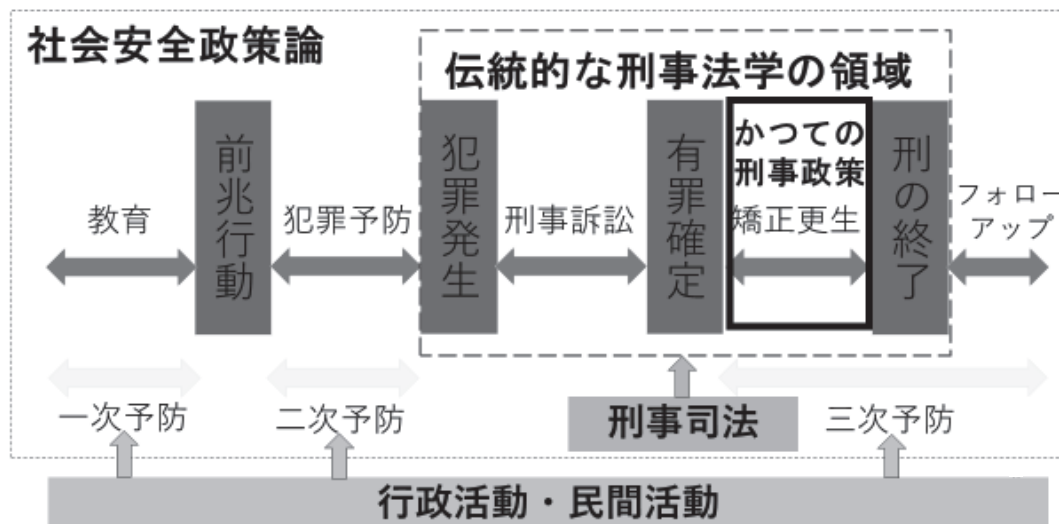 社会安全政策論
伝統的な刑事法学の領域
教育
前兆行動
犯罪予防
犯罪発生
刑事訴訟
有罪確定
かつての
刑事政策
矯正更生
刑の終了
フォロー
アップ
一次予防
二次予防
刑事司法
三次予防
行政活動・民間活動